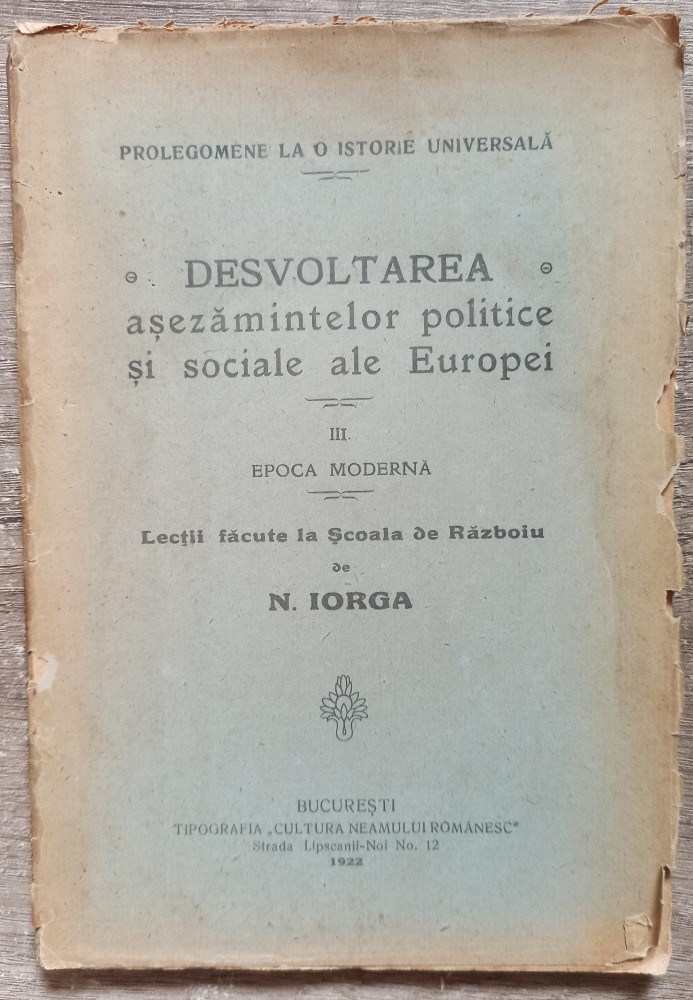 PROLEGOMENE LA O ISTORIE UNIVERSALĂ
DESVOLTAREA
așezămintelor politice
și sociale ale Europei
III.
EPOCA MODERNĂ
Lecții făcute la Școala de Războiu
de
N. IORGA
BUCUREȘTI
TIPOGRAFIA „CULTURA NEAMULUI ROMĂNESC“
Strada Lipscanii-Noi No. 12
1922